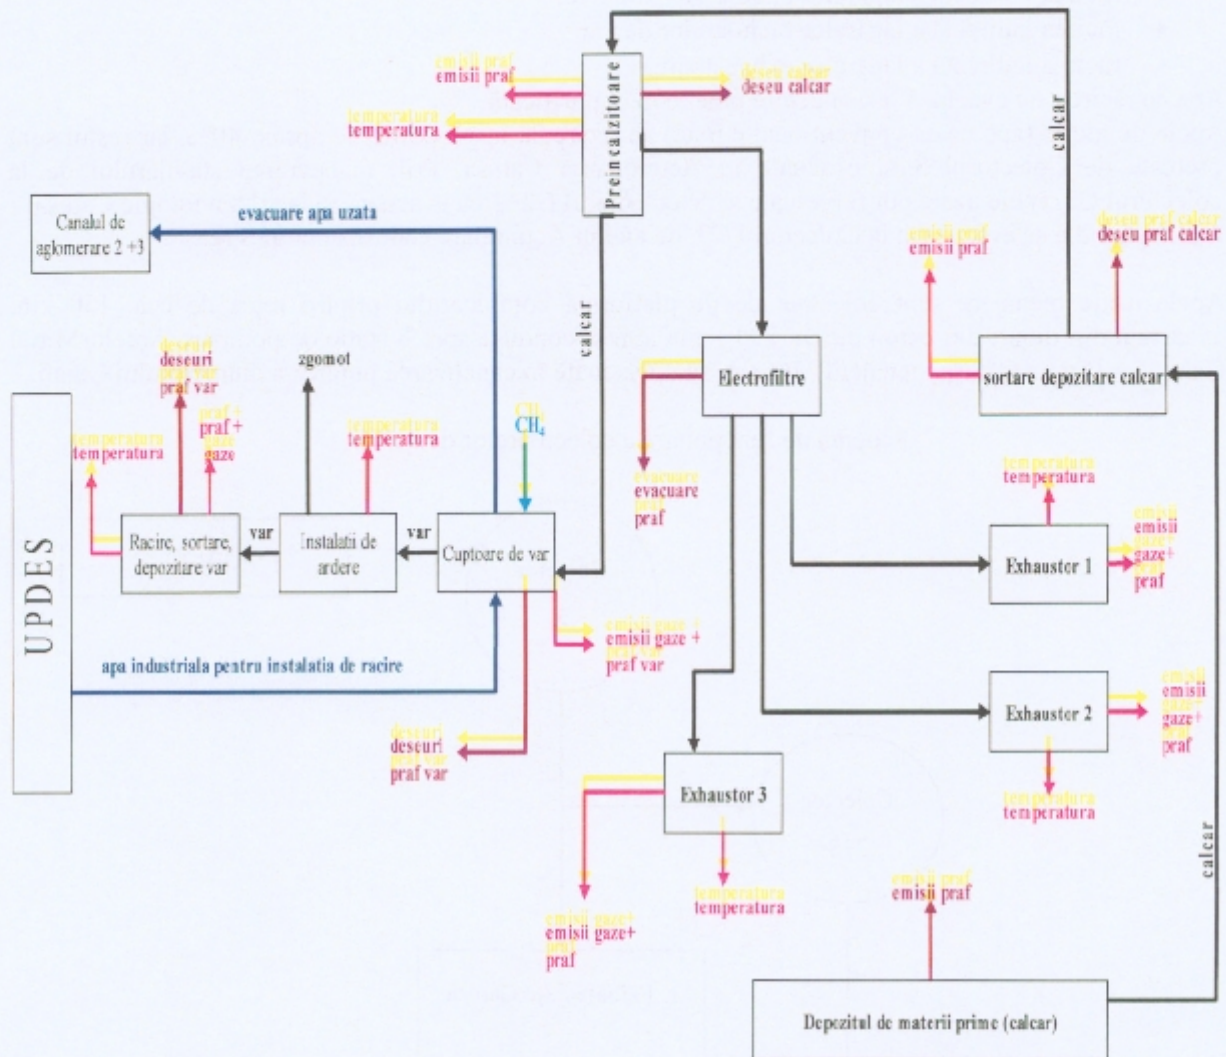 emisii praf
emisii praf
deseu calcar
deseu calcar
temperatura
temperatura
Preincalzitoare
calcar
evacuare apa uzata
Canalul de
aglomerare 2 +3
calcar
emisii praf
emisii praf
deseu praf calcar
deseu praf calcar
deseuri
deseuri
praf var
praf var
zgomot
Electrofiltre
sortare depozitare calcar
praf +
praf +
gaze
gaze
temperatura
temperatura
temperatura
temperatura
CH4
CH4
evacuare
evacuare
praf
praf
temperatura
temperatura
UPDES
Racire, sortare,
depozitare var
var
Instalatii de
ardere
var
Cuptoare de var
Exhaustor 1
emisii
emisii
gaze+
gaze+
praf
praf
emisii gaze +
emisii gaze +
praf var
praf var
apa industriala pentru instalatia de racire
Exhaustor 2
emisii
emisii
gaze+
gaze+
praf
praf
deseuri
deseuri
praf var
praf var
temperatura
temperatura
Exhaustor 3
calcar
temperatura
temperatura
emisii praf
emisii praf
emisii gaze+
emisii gaze+
praf
praf
Depozitul de materii prime (calcar)